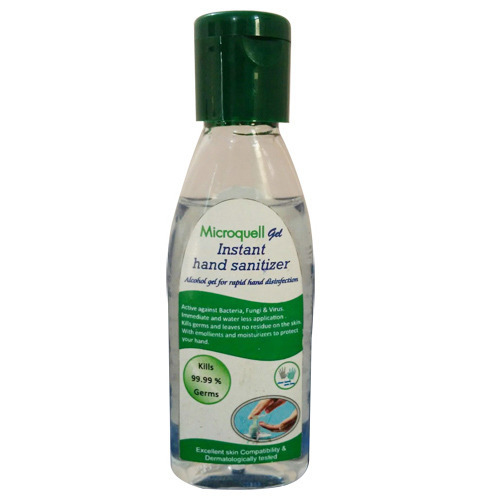 Microquell Gel
Instant
hand sanitizer
Alcohol gel for rapid hand disinfection
Active against Bacteria, Fungi & Virus.
Immediate and water less application .
Kills germs and leaves no residue on the skin.
With emollients and moisturizers to protect
your hand.
Kills
99.99 %
Germs
Excellent skin Compatibility &
Dermatologically tested